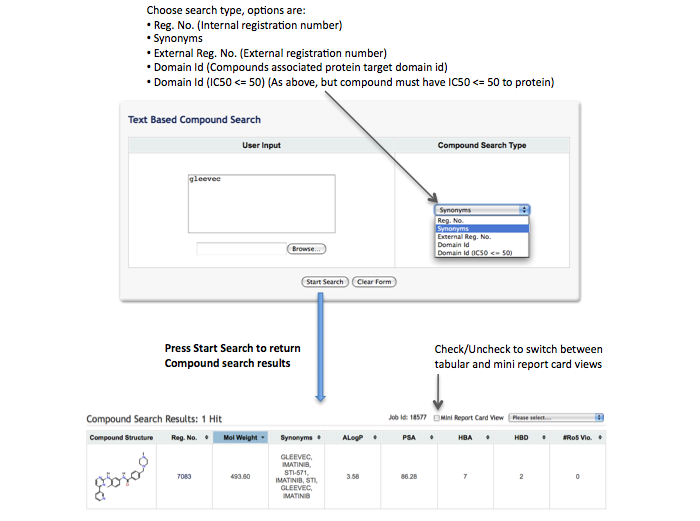 Choose search type, options are:
• Reg. No. (Internal registration number)
• Synonyms
• External Reg. No. (External registration number)
• Domain Id (Compounds associated protein target domain id)
• Domain Id (IC50 <= 50) (As above, but compound must have IC50 <= 50 to protein)
Text Based Compound Search
User Input
Compound Search Type
gleevec
Synonyms
Reg. No.
Synonyms
External Reg. No.
Domain Id
Domain Id (IC50 <= 50)
Browse...
Start Search
Clear Form
Press Start Search to return
Compound search results
Check/Uncheck to switch between
tabular and mini report card views
Compound Search Results: 1 Hit
Job Id: 18577
Mini Report Card View
Please select...
Compound Structure Reg. No. Mol Weight Synonyms ALogP PSA HBA HBD #Ro5 Vio.
GLEEVEC,
IMATINIB,
STI-571,
IMATINIB, STI,
GLEEVEC,
IMATINIB
7083 493.60 3.58 86.28 7 2 0